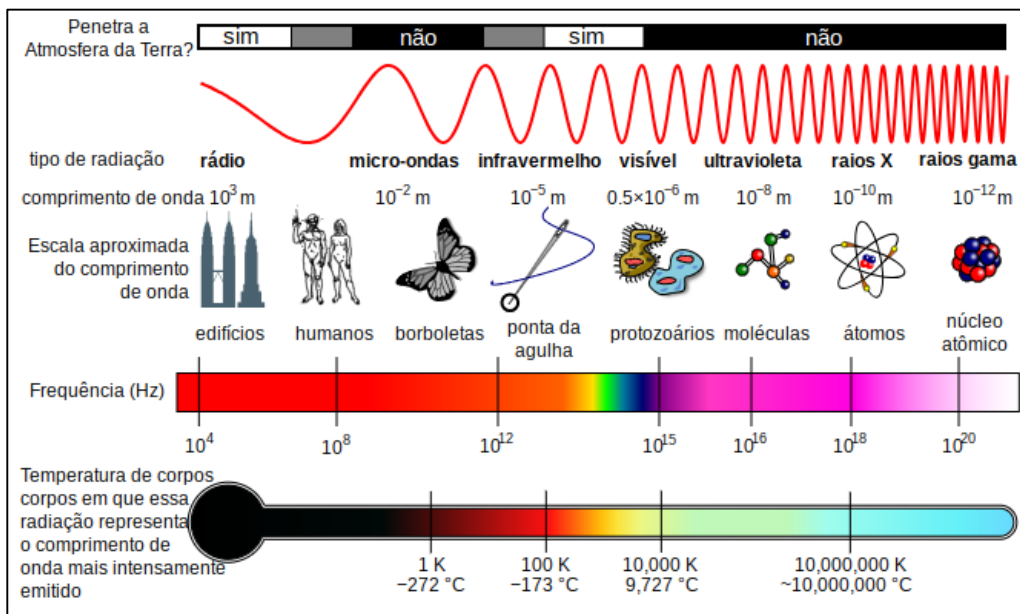 Penetra a
Atmosfera da Terra?
sim
não
sim
não
tipo de radiação
rádio
micro-ondas
infravermelho
visível
ultravioleta
raios X
raios gama
comprimento de onda
10³ m
10⁻² m
10⁻⁵ m
0.5×10⁻⁶ m
10⁻⁸ m
10⁻¹⁰ m
10⁻¹² m
Escala aproximada
do comprimento
de onda
edifícios
humanos
borboletas
ponta da
agulha
protozoários
moléculas
átomos
núcleo
atômico
Frequência (Hz)
10⁴
10⁸
10¹²
10¹⁵
10¹⁶
10¹⁸
10²⁰
Temperatura de corpos
corpos em que essa
radiação representa
o comprimento de
onda mais intensamente
emitido
1 K
−272 °C
100 K
−173 °C
10,000 K
9,727 °C
10,000,000 K
~10,000,000 °C